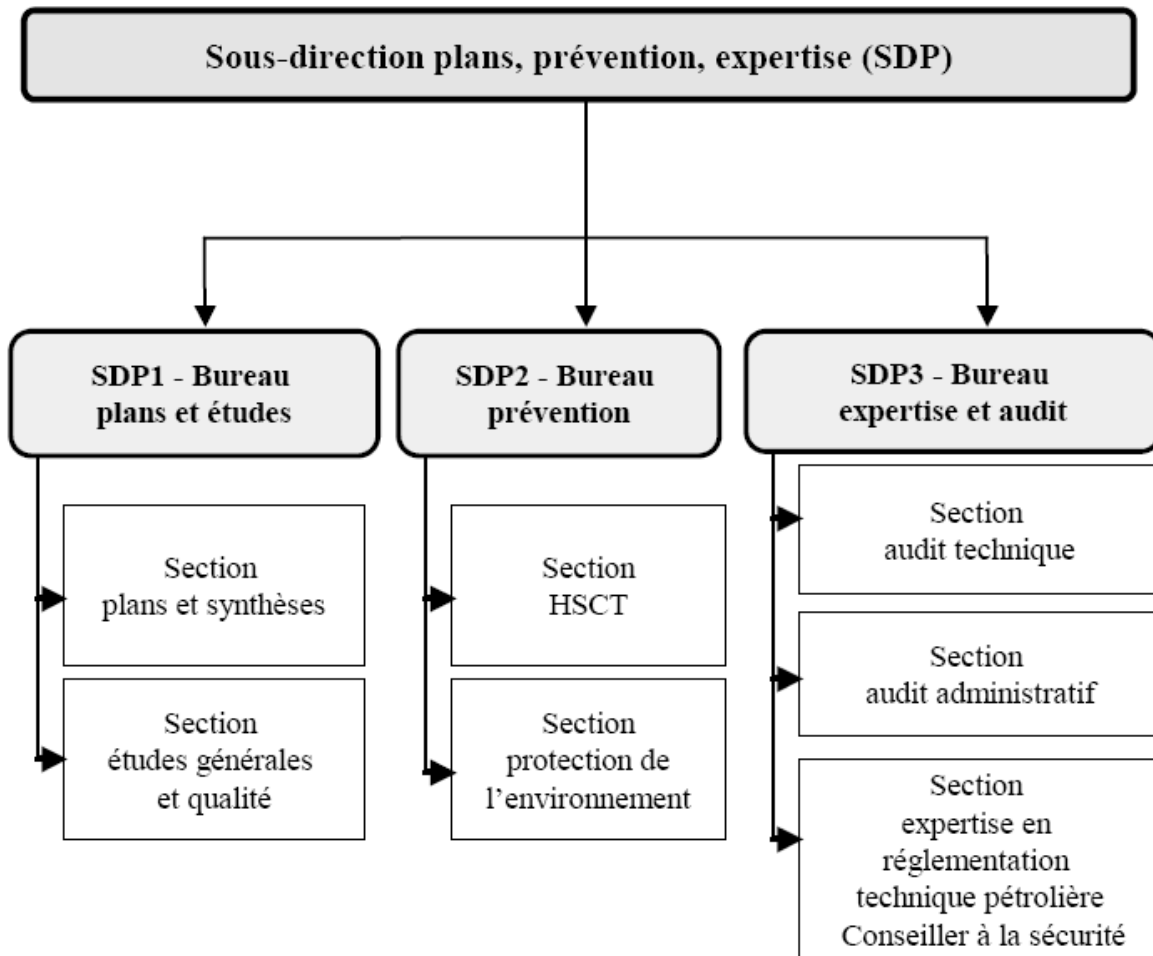 Sous-direction plans, prévention, expertise (SDP)
SDP1 - Bureau
plans et études
Section
plans et synthèses
Section
études générales
et qualité
SDP2 - Bureau
prévention
Section
HSCT
Section
protection de
l’environnement
SDP3 - Bureau
expertise et audit
Section
audit technique
Section
audit administratif
Section
expertise en
réglementation
technique pétrolière
Conseiller à la sécurité